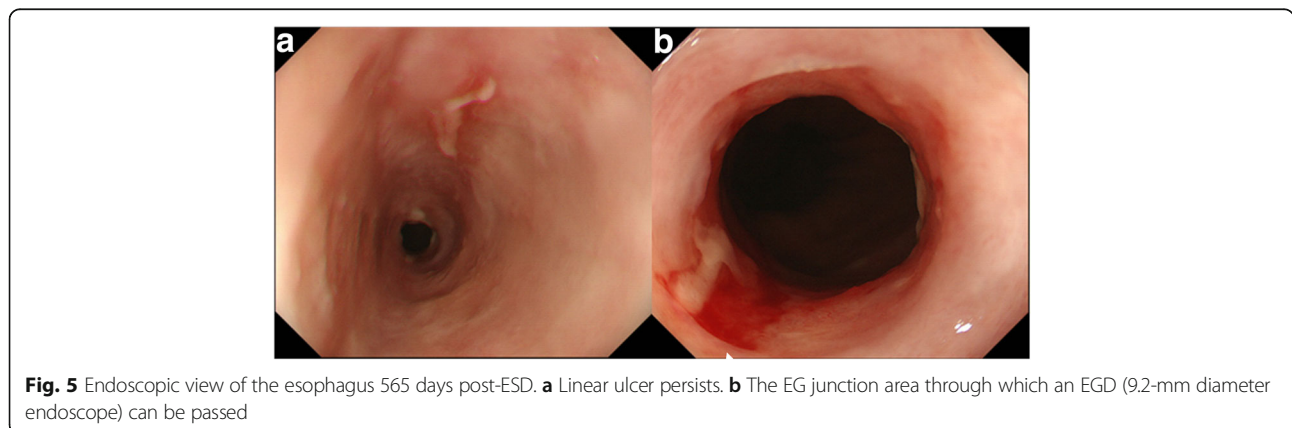 a
b
Fig. 5 Endoscopic view of the esophagus 565 days post-ESD. a Linear ulcer persists. b The EG junction area through which an EGD (9.2-mm diameter
endoscope) can be passed